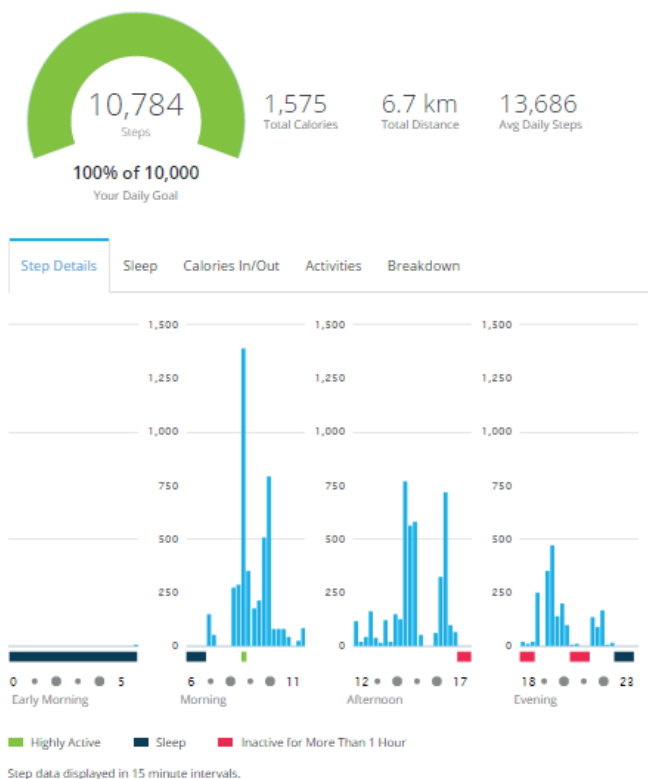 10,784
Steps
100% of 10,000
Your Daily Goal
1,575
Total Calories
6.7 km
Total Distance
13,686
Avg Daily Steps
Step Details Sleep Calories In/Out Activities Breakdown
1,500 1,500 1,500
1,250 1,250 1,250
1,000 1,000 1,000
750 750 750
500 500 500
250 250 250
0 0 0
0 5 6 11 12 17 18 23
Early Morning Morning Afternoon Evening
Highly Active Sleep Inactive for More Than 1 Hour
Step data displayed in 15 minute intervals.